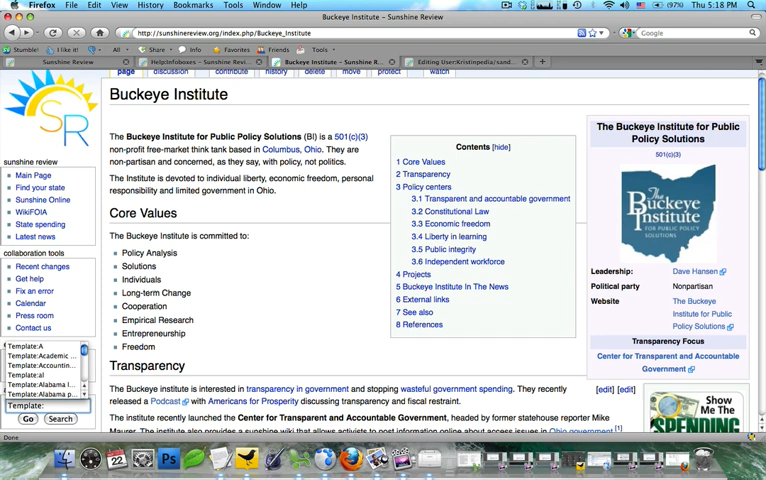 Firefox File Edit View History Bookmarks Tools Window Help (97%) Thu 5:18 PM
Buckeye Institute – Sunshine Review
http://sunshinereview.org/index.php/Buckeye_Institute
Google
Stumble! I like it! All Share Info Favorites Friends Tools
Sunshine Review
Help:Infoboxes – Sunshine Revi...
Buckeye Institute – Sunshine R...
Editing User:Kristinpedia/sand...
page discussion contribute history delete move protect watch
Buckeye Institute
The Buckeye Institute for Public Policy Solutions (BI) is a 501(c)(3)
non-profit free-market think tank based in Columbus, Ohio. They are
non-partisan and concerned, as they say, with policy, not politics.
The Institute is devoted to individual liberty, economic freedom, personal
responsibility and limited government in Ohio.
Core Values
The Buckeye Institute is committed to:
Policy Analysis
Solutions
Individuals
Long-term Change
Cooperation
Empirical Research
Entrepreneurship
Freedom
Transparency
The Buckeye institute is interested in transparency in government and stopping wasteful government spending. They recently
released a Podcast with Americans for Prosperity discussing transparency and fiscal restraint.
[edit] [edit]
The institute recently launched the Center for Transparent and Accountable Government, headed by former statehouse reporter Mike
Maurer. The institute also provides a sunshine wiki that allows activists to post information online about access issues in Ohio government.[1]
Contents [hide]
1 Core Values
2 Transparency
3 Policy centers
3.1 Transparent and accountable government
3.2 Constitutional Law
3.3 Economic freedom
3.4 Liberty in learning
3.5 Public integrity
3.6 Independent workforce
4 Projects
5 Buckeye Institute In The News
6 External links
7 See also
8 References
The Buckeye Institute for Public
Policy Solutions
501(c)(3)
The
Buckeye
Institute
FOR PUBLIC POLICY
SOLUTIONS
Leadership: Dave Hansen
Political party Nonpartisan
Website The Buckeye
Institute for Public
Policy Solutions
Transparency Focus
Center for Transparent and Accountable
Government
SHOW ME
THE
SPENDING
SR
sunshine review
Main Page
Find your state
Sunshine Online
WikiFOIA
State spending
Latest news
collaboration tools
Recent changes
Get help
Fix an error
Calendar
Press room
Contact us
Template:A
Template:Academic ...
Template:Accountin...
Template:al
Template:Alabama l...
Template:Alabama p...
Template:
Go Search
Done
22
Ps